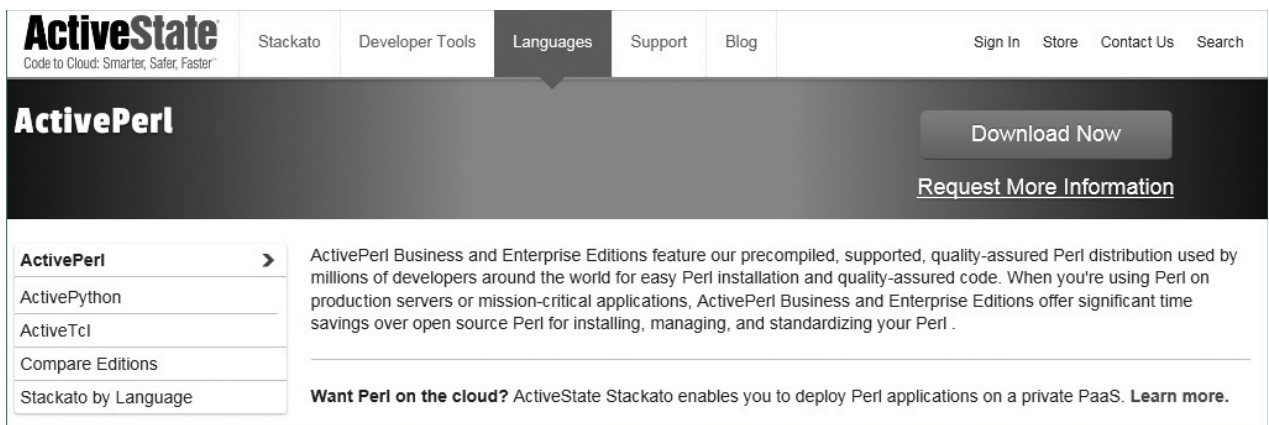 ActiveState
Code to Cloud: Smarter, Safer, Faster™
Stackato
Developer Tools
Languages
Support
Blog
Sign In
Store
Contact Us
Search
ActivePerl
Download Now
Request More Information
ActivePerl
ActivePython
ActiveTcl
Compare Editions
Stackato by Language
ActivePerl Business and Enterprise Editions feature our precompiled, supported, quality-assured Perl distribution used by
millions of developers around the world for easy Perl installation and quality-assured code. When you're using Perl on
production servers or mission-critical applications, ActivePerl Business and Enterprise Editions offer significant time
savings over open source Perl for installing, managing, and standardizing your Perl .
Want Perl on the cloud? ActiveState Stackato enables you to deploy Perl applications on a private PaaS. Learn more.